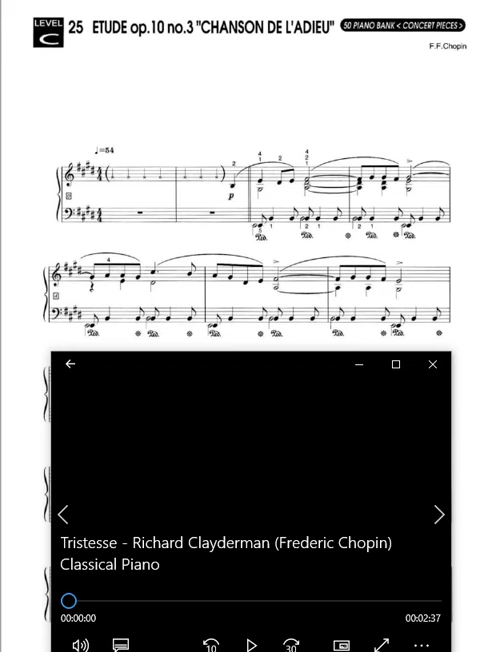 LEVEL
C
25 ETUDE op.10 no.3 "CHANSON DE L'ADIEU"
50 PIANO BANK < CONCERT PIECES >
F.F.Chopin
♩=54
p
Tristesse - Richard Clayderman (Frederic Chopin)
Classical Piano
00:00:00
00:02:37
10
30